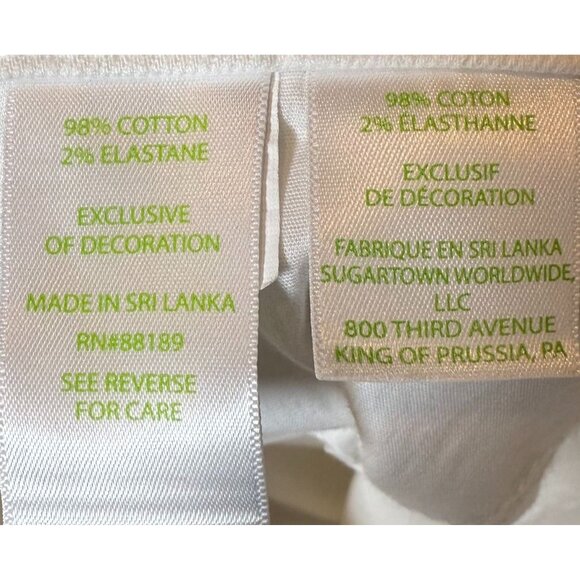 98% COTTON
2% ELASTANE
EXCLUSIVE
OF DECORATION
MADE IN SRI LANKA
RN#88189
SEE REVERSE
FOR CARE
98% COTON
2% ÉLASTHANNE
EXCLUSIF
DE DÉCORATION
FABRIQUE EN SRI LANKA
SUGARTOWN WORLDWIDE,
LLC
800 THIRD AVENUE
KING OF PRUSSIA, PA